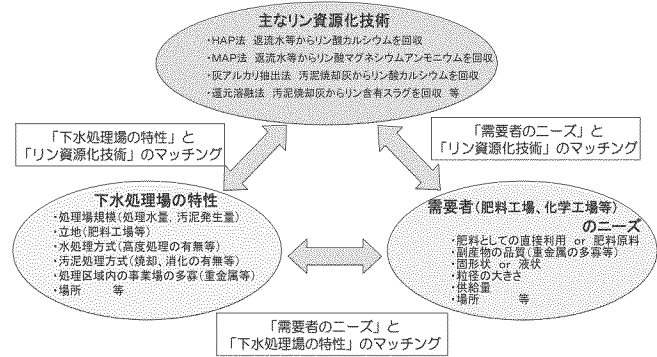 主なリン資源化技術
・HAP法　返流水等からリン酸カルシウムを回収
・MAP法　返流水等からリン酸マグネシウムアンモニウムを回収
・灰アルカリ抽出法　汚泥焼却灰からリン酸カルシウムを回収
・還元溶融法　汚泥焼却灰からリン含有スラグを回収　等
「下水処理場の特性」と
「リン資源化技術」のマッチング
「需要者のニーズ」と
「リン資源化技術」のマッチング
下水処理場の特性
・処理場規模(処理水量、汚泥発生量)
・立地(肥料工場等)
・水処理方式(高度処理の有無等)
・汚泥処理方式(焼却、消化の有無等)
・処理区域内の事業場の多寡(重金属等)
・場所　　　等
需要者(肥料工場、化学工場等)
のニーズ
・肥料としての直接利用　or　肥料原料
・副産物の品質(重金属の多寡等)
・固形状　or　液状
・粒径の大きさ
・供給量
・場所　　　等
「需要者のニーズ」と
「下水処理場の特性」のマッチング